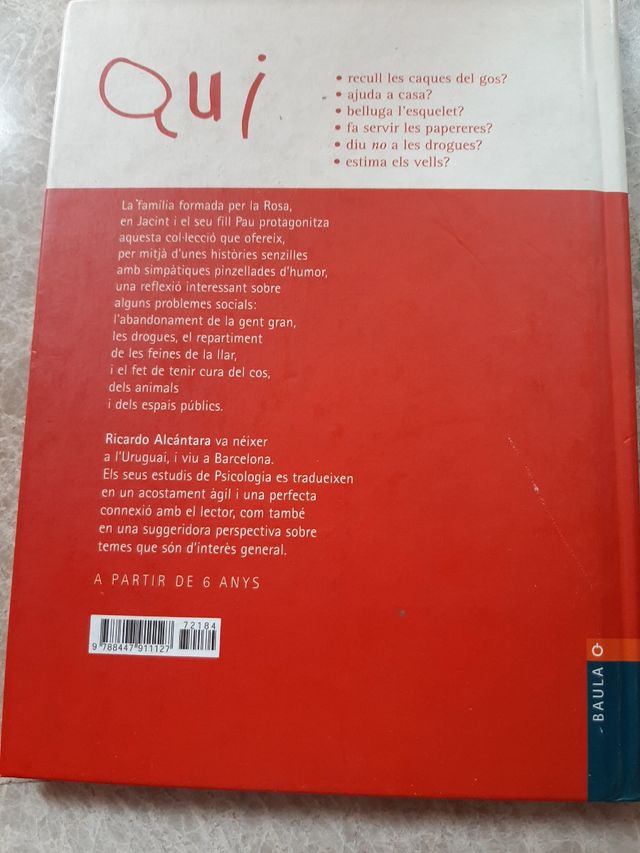 Qui
• recull les caques del gos?
• ajuda a casa?
• belluga l'esquelet?
• fa servir les papereres?
• diu no a les drogues?
• estima els vells?
La família formada per la Rosa,
en Jacint i el seu fill Pau protagonitza
aquesta col·lecció que ofereix,
per mitjà d'unes històries senzilles
amb simpàtiques pinzellades d'humor,
una reflexió interessant sobre
alguns problemes socials:
l'abandonament de la gent gran,
les drogues, el repartiment
de les feines de la llar,
i el fet de tenir cura del cos,
dels animals
i dels espais públics.
Ricardo Alcántara va néixer
a l'Uruguai, i viu a Barcelona.
Els seus estudis de Psicologia es tradueixen
en un acostament àgil i una perfecta
connexió amb el lector, com també
en una suggeridora perspectiva sobre
temes que són d'interès general.
A PARTIR DE 6 ANYS
72184
9 788447 911127
BAULA